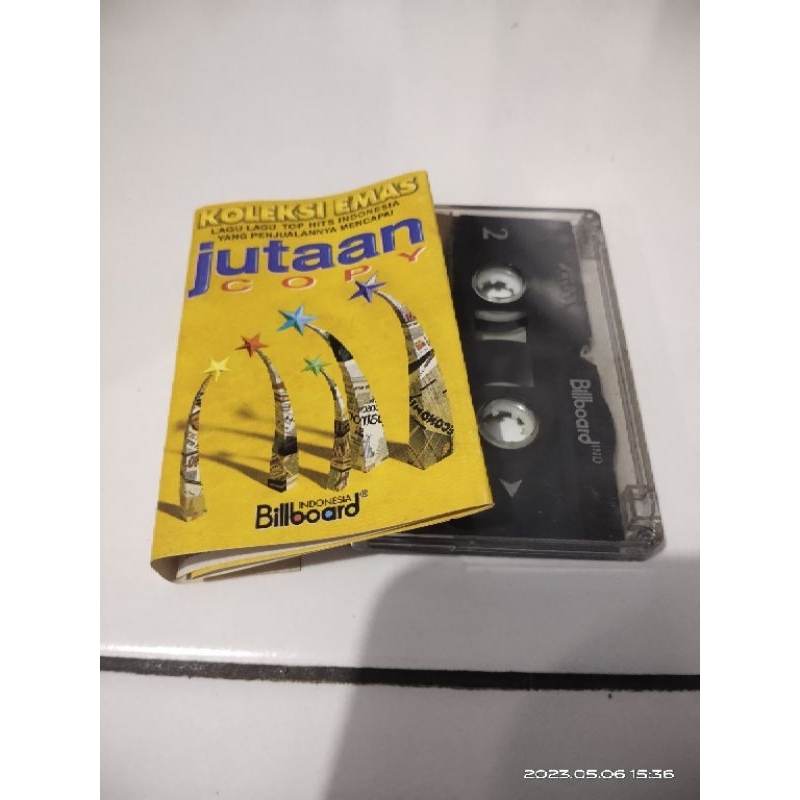 KOLEKSI EMAS
LAGU LAGU TOP HITS INDONESIA
YANG PENJUALANNYA MENCAPAI
jutaan
COPY
INDONESIA
Billboard®
2
Billboard IND
2023.05.06 15:36